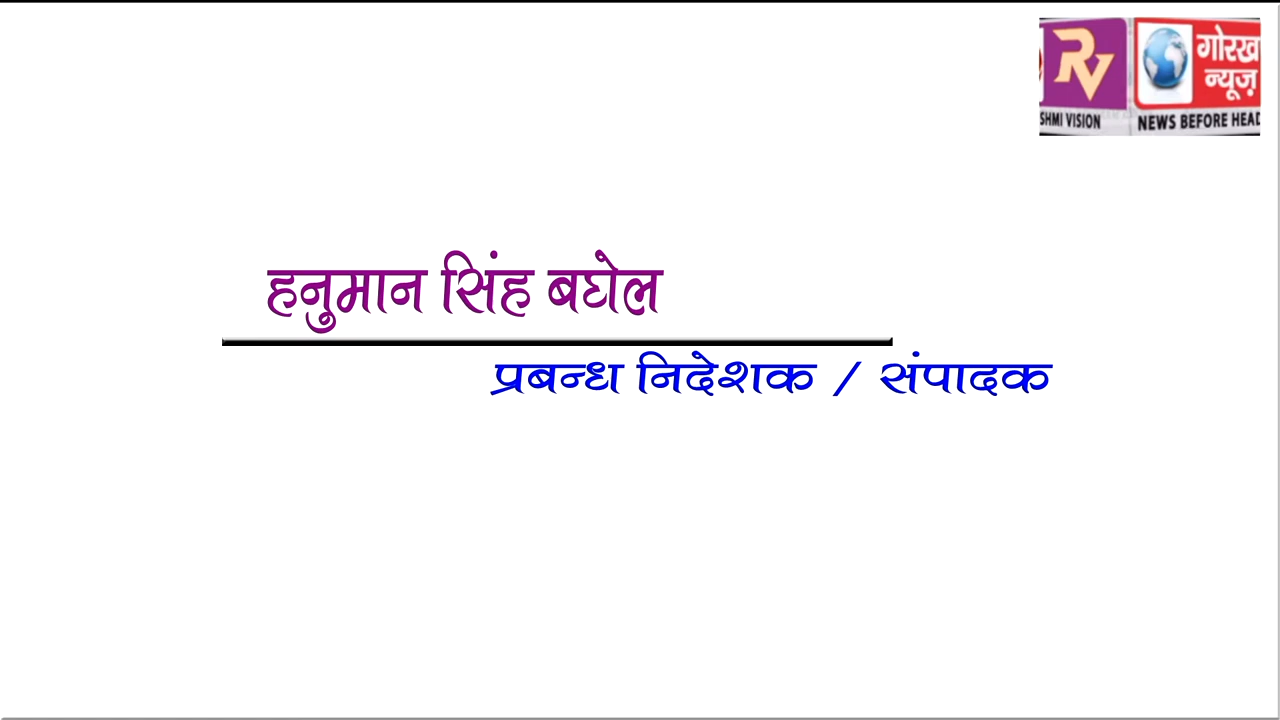 RV
गोरख
न्यूज़
SHMI VISION
NEWS BEFORE HEAD
हनुमान सिंह बघेल
प्रबन्ध निदेशक / संपादक